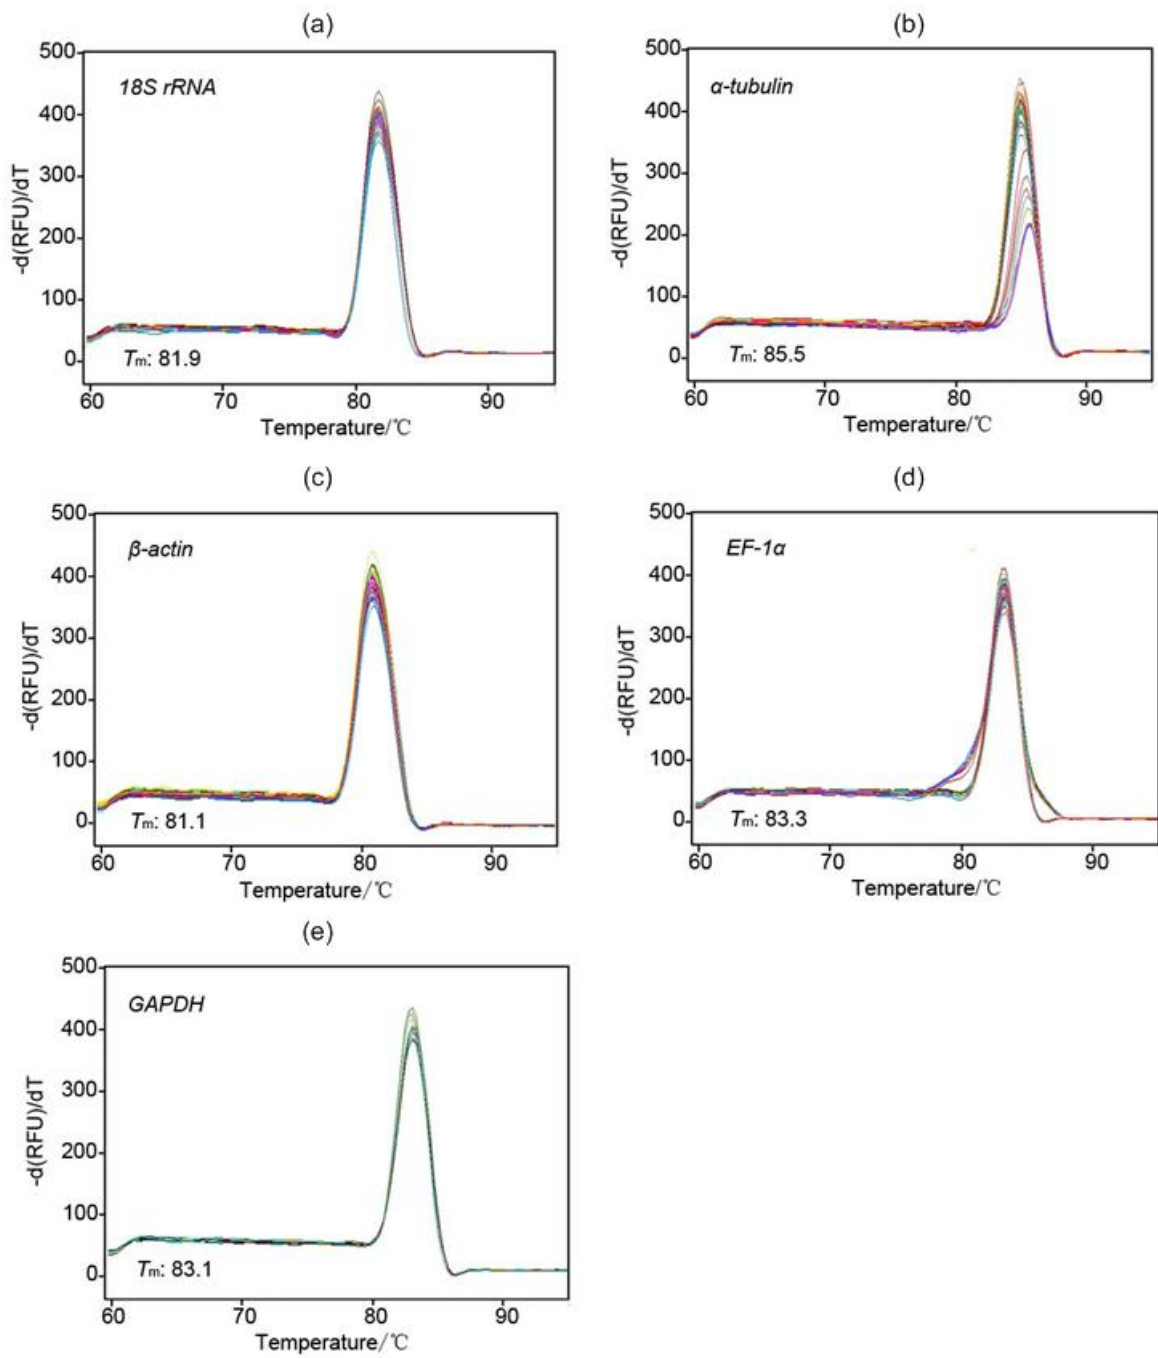 (a)
500
400
300
200
100
0
-d(RFU)/dT
18S rRNA
Tm: 81.9
60 70 80 90
Temperature/℃
(b)
500
400
300
200
100
0
-d(RFU)/dT
α-tubulin
Tm: 85.5
60 70 80 90
Temperature/℃
(c)
500
400
300
200
100
0
-d(RFU)/dT
β-actin
Tm: 81.1
60 70 80 90
Temperature/℃
(d)
500
400
300
200
100
0
-d(RFU)/dT
EF-1α
Tm: 83.3
60 70 80 90
Temperature/℃
(e)
500
400
300
200
100
0
-d(RFU)/dT
GAPDH
Tm: 83.1
60 70 80 90
Temperature/℃